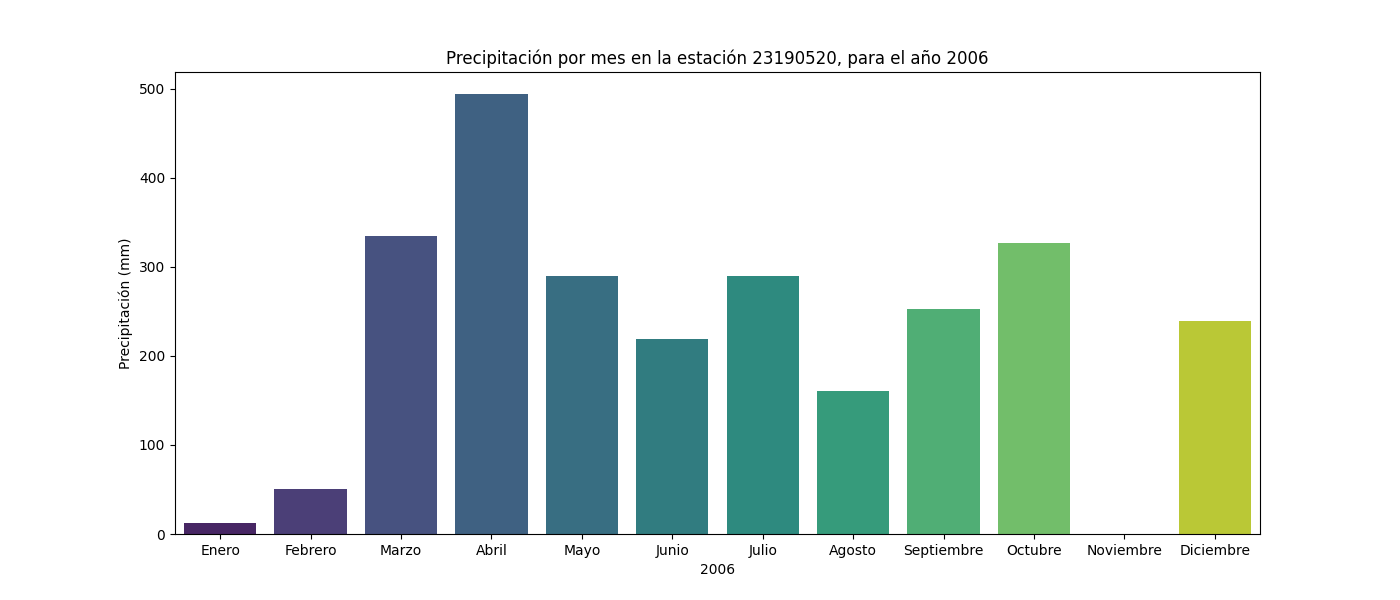 Precipitación por mes en la estación 23190520, para el año 2006
Precipitación (mm)
500
400
300
200
100
0
Enero Febrero Marzo Abril Mayo Junio Julio Agosto Septiembre Octubre Noviembre Diciembre
2006